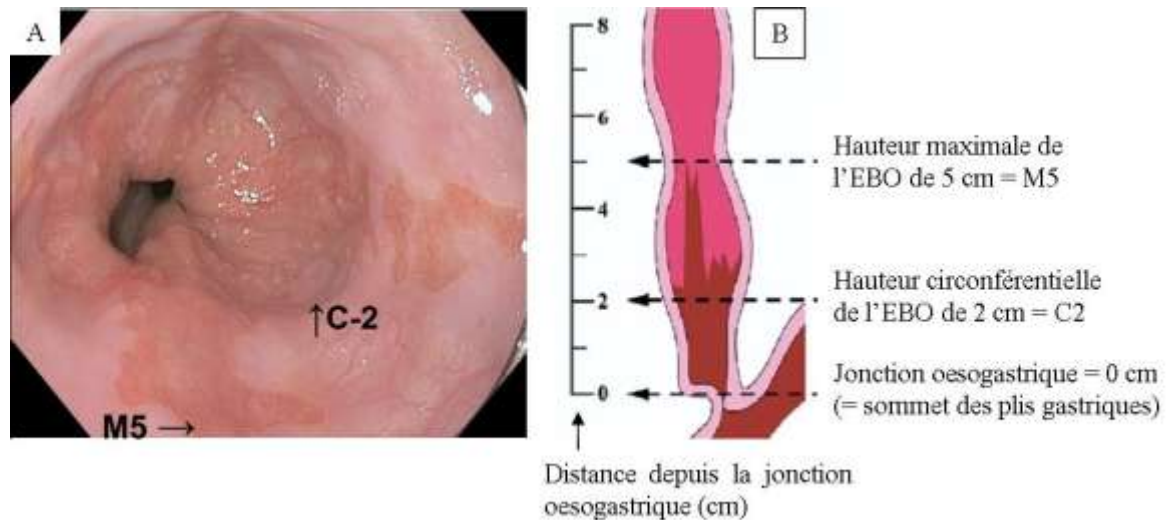 A
↑C-2
M5 →
B
8
6
4
2
0
Hauteur maximale de
l'EBO de 5 cm = M5
Hauteur circonférentielle
de l'EBO de 2 cm = C2
Jonction oesogastrique = 0 cm
(= sommet des plis gastriques)
Distance depuis la jonction
oesogastrique (cm)